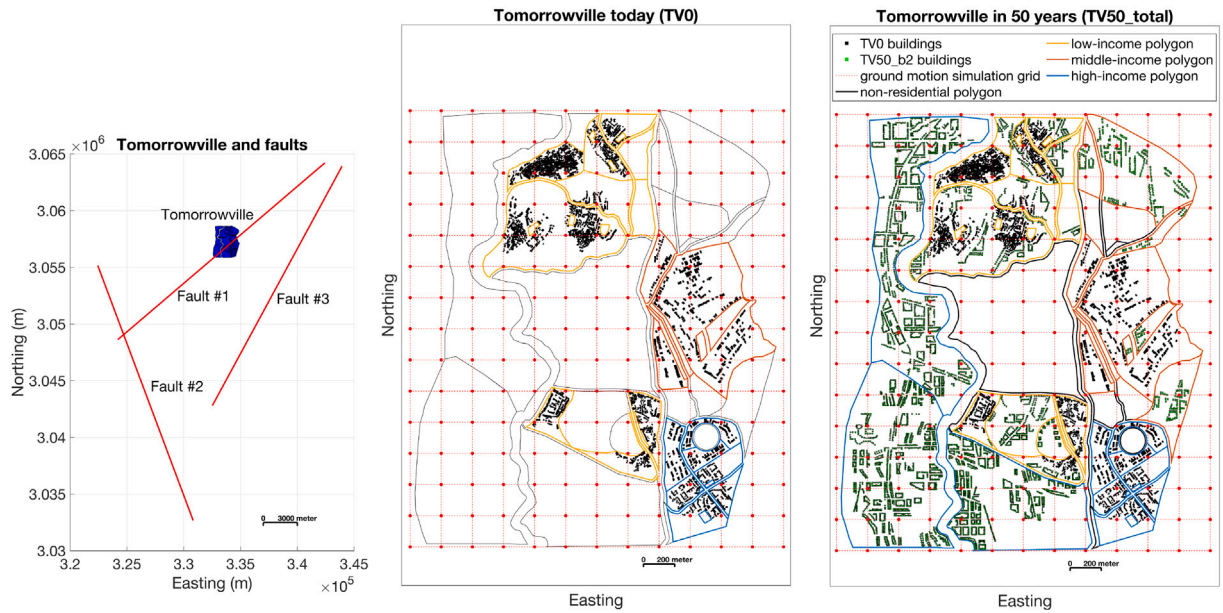 Tomorrowville and faults
×10⁶
3.065
3.06
3.055
3.05
3.045
3.04
3.035
3.03
Northing (m)
Tomorrowville
Fault #1
Fault #3
Fault #2
0 3000 meter
3.2 3.25 3.3 3.35 3.4 3.45
Easting (m)
×10⁵
Tomorrowville today (TV0)
Northing
0 200 meter
Easting
Tomorrowville in 50 years (TV50_total)
TV0 buildings
TV50_b2 buildings
ground motion simulation grid
non-residential polygon
low-income polygon
middle-income polygon
high-income polygon
Northing
0 200 meter
Easting